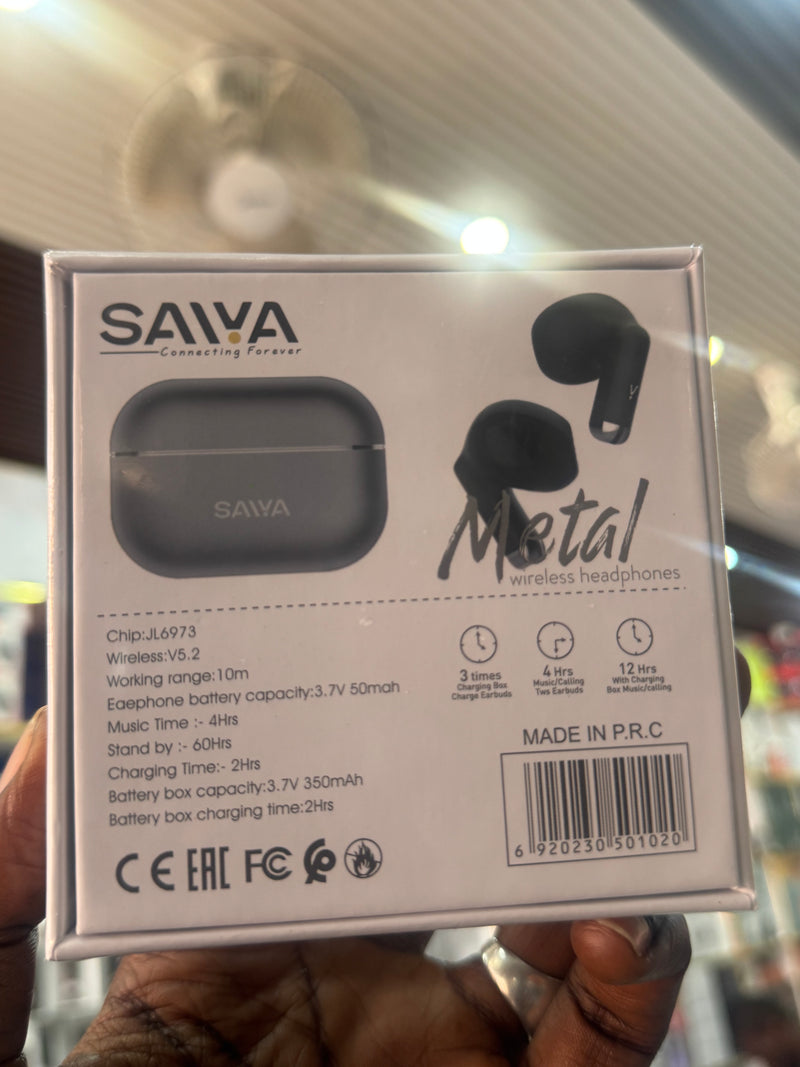 SAIYA
Connecting Forever
SAIYA
Metal
wireless headphones
Chip:JL6973
Wireless:V5.2
Working range:10m
Eaephone battery capacity:3.7V 50mah
Music Time :- 4Hrs
Stand by :- 60Hrs
Charging Time:- 2Hrs
Battery box capacity:3.7V 350mAh
Battery box charging time:2Hrs
3 times
Charging Box
Charge Earbuds
4 Hrs
Music/Calling
Tws Earbuds
12 Hrs
With Charging
Box Music/calling
MADE IN P.R.C
6 920230 501020
CE EAC FC